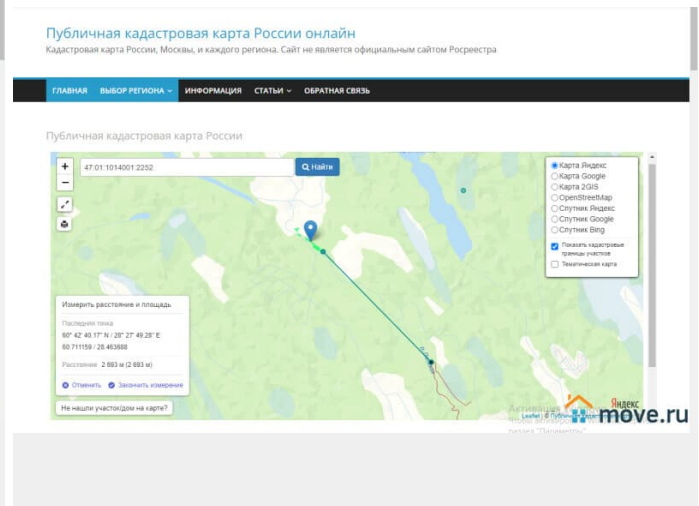 Публичная кадастровая карта России онлайн
Кадастровая карта России, Москвы, и каждого региона. Сайт не является официальным сайтом Росреестра
ГЛАВНАЯ ВЫБОР РЕГИОНА ИНФОРМАЦИЯ СТАТЬИ ОБРАТНАЯ СВЯЗЬ
Публичная кадастровая карта России
+ 47:01:1014001:2252 Найти
−
Карта Яндекс
Карта Google
Карта 2GIS
OpenStreetMap
Спутник Яндекс
Спутник Google
Спутник Bing
Показать кадастровые
границы участков
Тематическая карта
Измерить расстояние и площадь
Последняя точка
60° 42' 40.17" N / 28° 27' 49.28" E
60.711159 / 28.463688
Расстояние 2 693 м (2 693 м)
Отменить Закончить измерение
Не нашли участок/дом на карте?
Яндекс
Активация
Leaflet | ©
move.ru
раздел "Параметры"